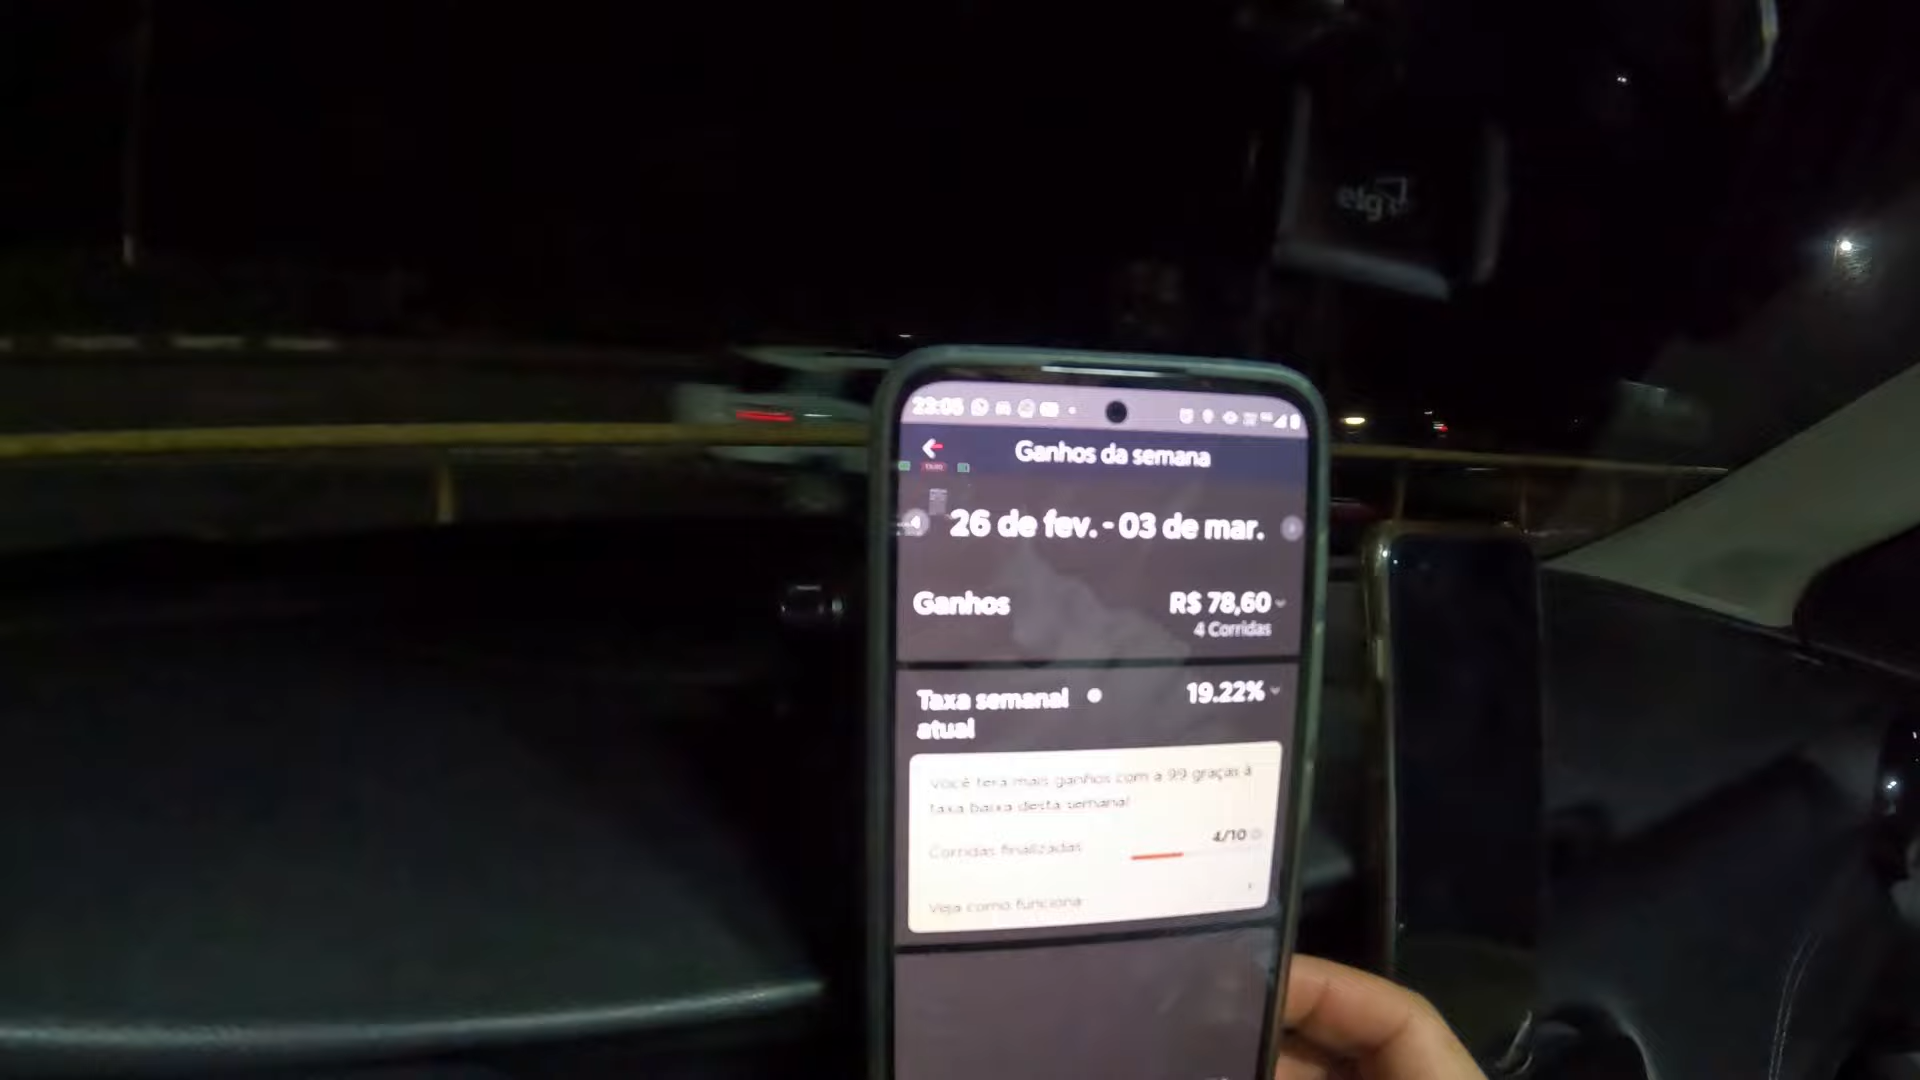 elg
23:05
Ganhos da semana
26 de fev. - 03 de mar.
Ganhos
R$ 78,60
4 Corridas
Taxa semanal
atual
19.22%
Você terá mais ganhos com a 99 graças à
taxa baixa desta semana!
4/10
Corridas finalizadas
Veja como funciona